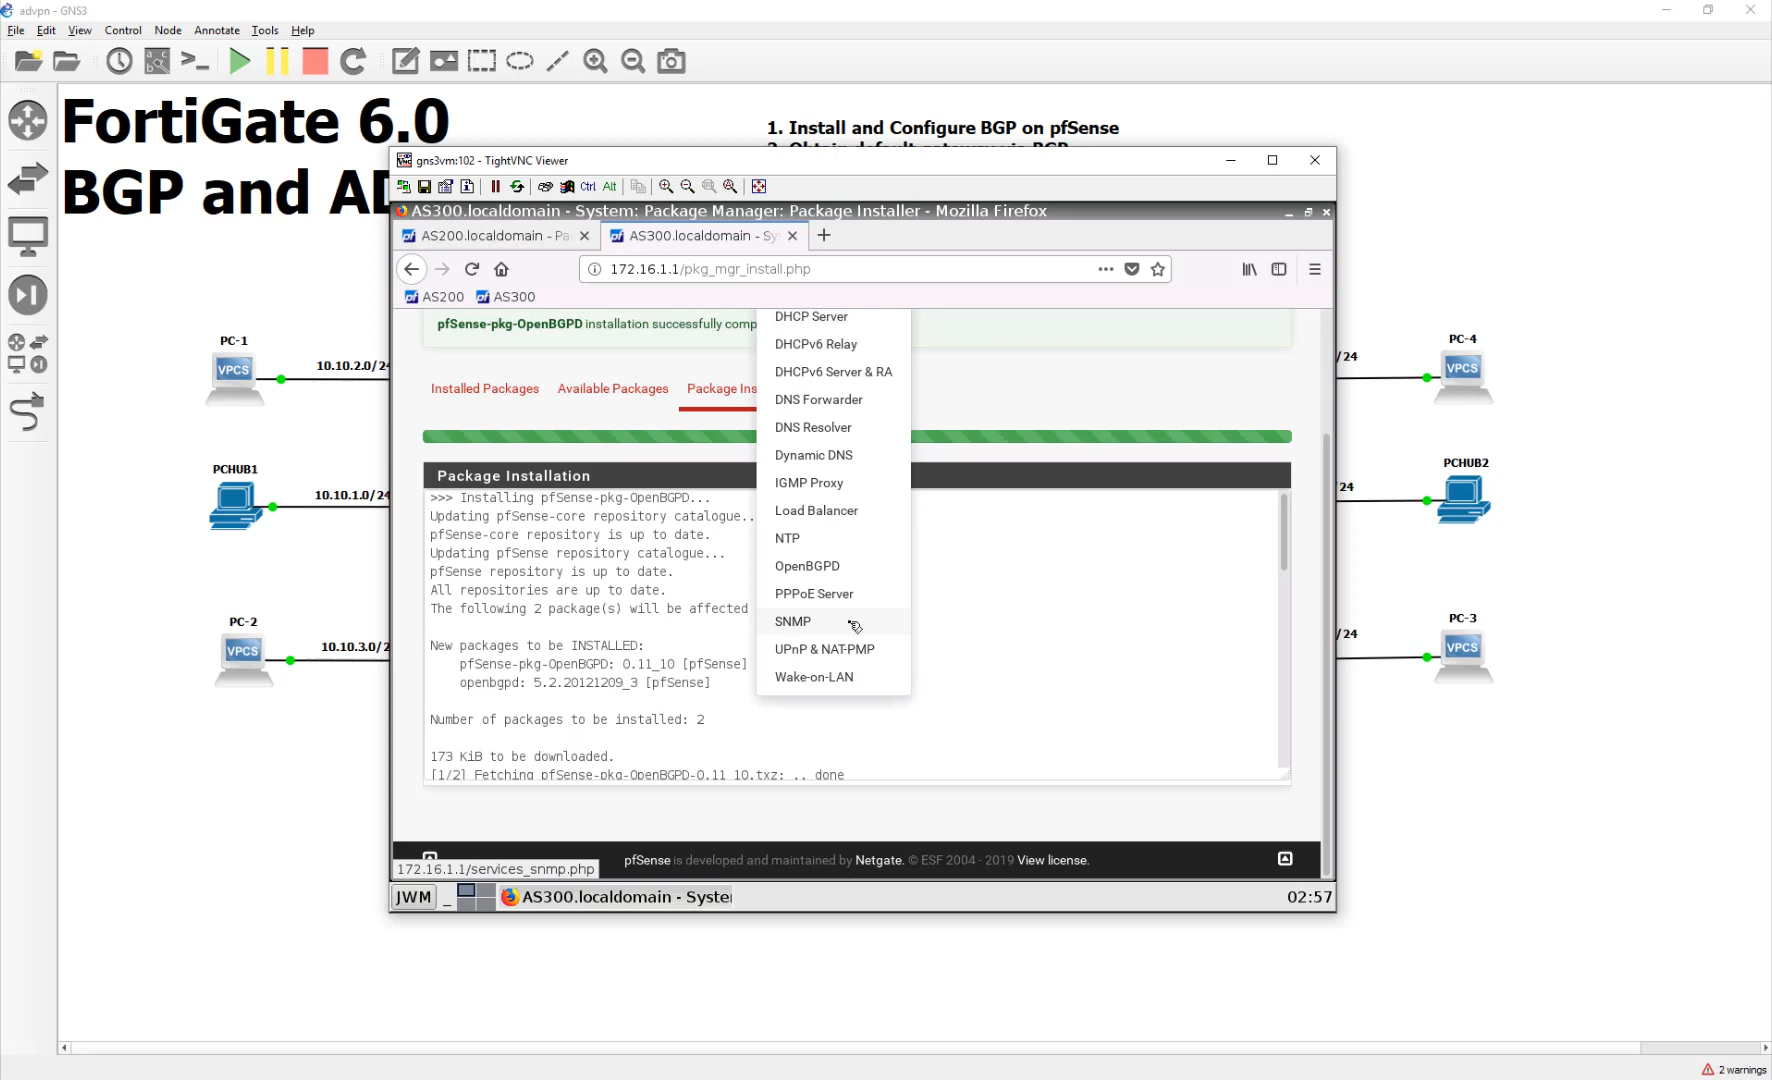 advpn - GNS3
File Edit View Control Node Annotate Tools Help
FortiGate 6.0
BGP and AD
1. Install and Configure BGP on pfSense
2. Obtain default gateway via BGP
gns3vm:102 - TightVNC Viewer
Ctrl Alt
AS300.localdomain - System: Package Manager: Package Installer - Mozilla Firefox
AS200.localdomain - Pa
AS300.localdomain - Sy
172.16.1.1/pkg_mgr_install.php
AS200 AS300
pfSense-pkg-OpenBGPD installation successfully comp
Installed Packages Available Packages Package Ins
Package Installation
>>> Installing pfSense-pkg-OpenBGPD...
Updating pfSense-core repository catalogue..
pfSense-core repository is up to date.
Updating pfSense repository catalogue...
pfSense repository is up to date.
All repositories are up to date.
The following 2 package(s) will be affected
New packages to be INSTALLED:
pfSense-pkg-OpenBGPD: 0.11_10 [pfSense]
openbgpd: 5.2.20121209_3 [pfSense]
Number of packages to be installed: 2
173 KiB to be downloaded.
[1/2] Fetching pfSense-pkg-OpenBGPD-0.11_10.txz: .. done
DHCP Server
DHCPv6 Relay
DHCPv6 Server & RA
DNS Forwarder
DNS Resolver
Dynamic DNS
IGMP Proxy
Load Balancer
NTP
OpenBGPD
PPPoE Server
SNMP
UPnP & NAT-PMP
Wake-on-LAN
pfSense is developed and maintained by Netgate. © ESF 2004 - 2019 View license.
172.16.1.1/services_snmp.php
JWM _ AS300.localdomain - Syste 02:57
PC-1
VPCS
10.10.2.0/24
PCHUB1
10.10.1.0/24
PC-2
VPCS
10.10.3.0/2
PC-4
VPCS
/24
PCHUB2
24
PC-3
VPCS
/24
2 warnings